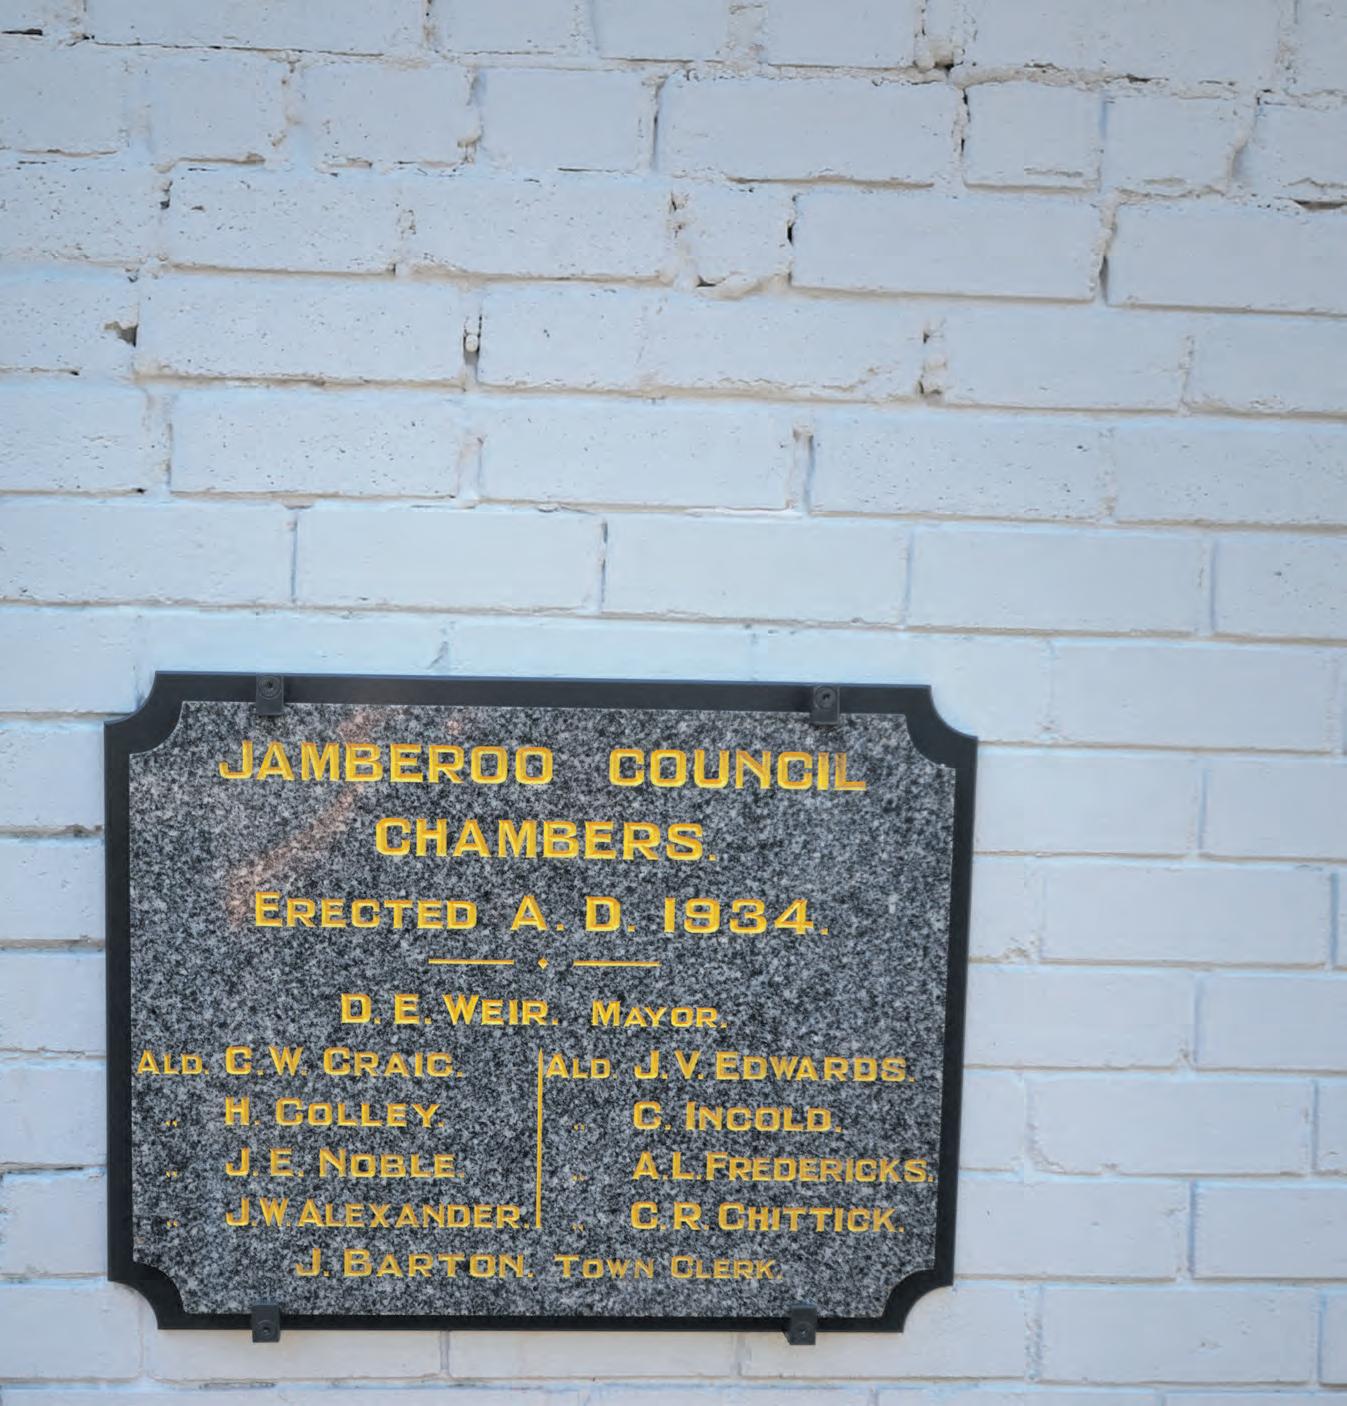 JAMBEROO COUNCIL
CHAMBERS.
ERECTED A. D. 1934.
D. E. WEIR. MAYOR.
ALD. C. W. CRAIG.
„ H. COLLEY.
„ J. E. NOBLE.
„ J. W. ALEXANDER.
ALD. J. V. EDWARDS.
„ C. INGOLD.
„ A. L. FREDERICKS.
„ C. R. CHITTICK.
J. BARTON. TOWN CLERK.